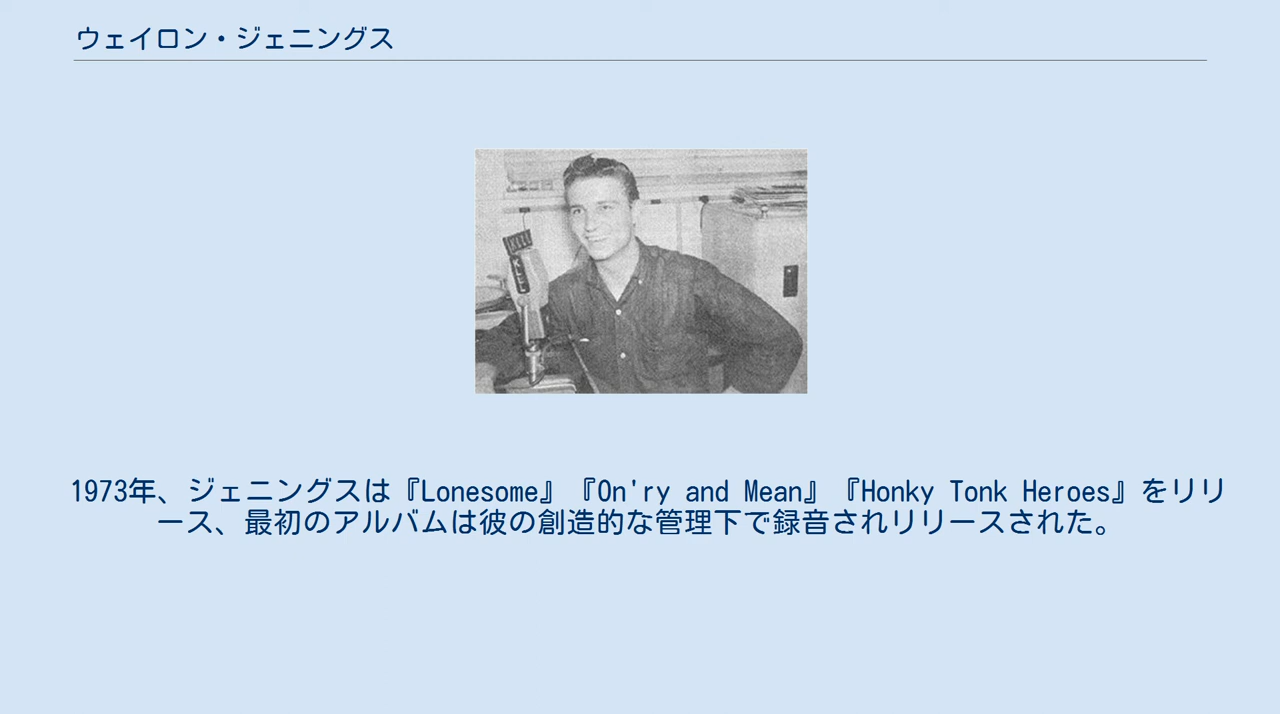 ウェイロン・ジェニングス
1973年、ジェニングスは『Lonesome』『On'ry and Mean』『Honky Tonk Heroes』をリリ
ース、最初のアルバムは彼の創造的な管理下で録音されリリースされた。